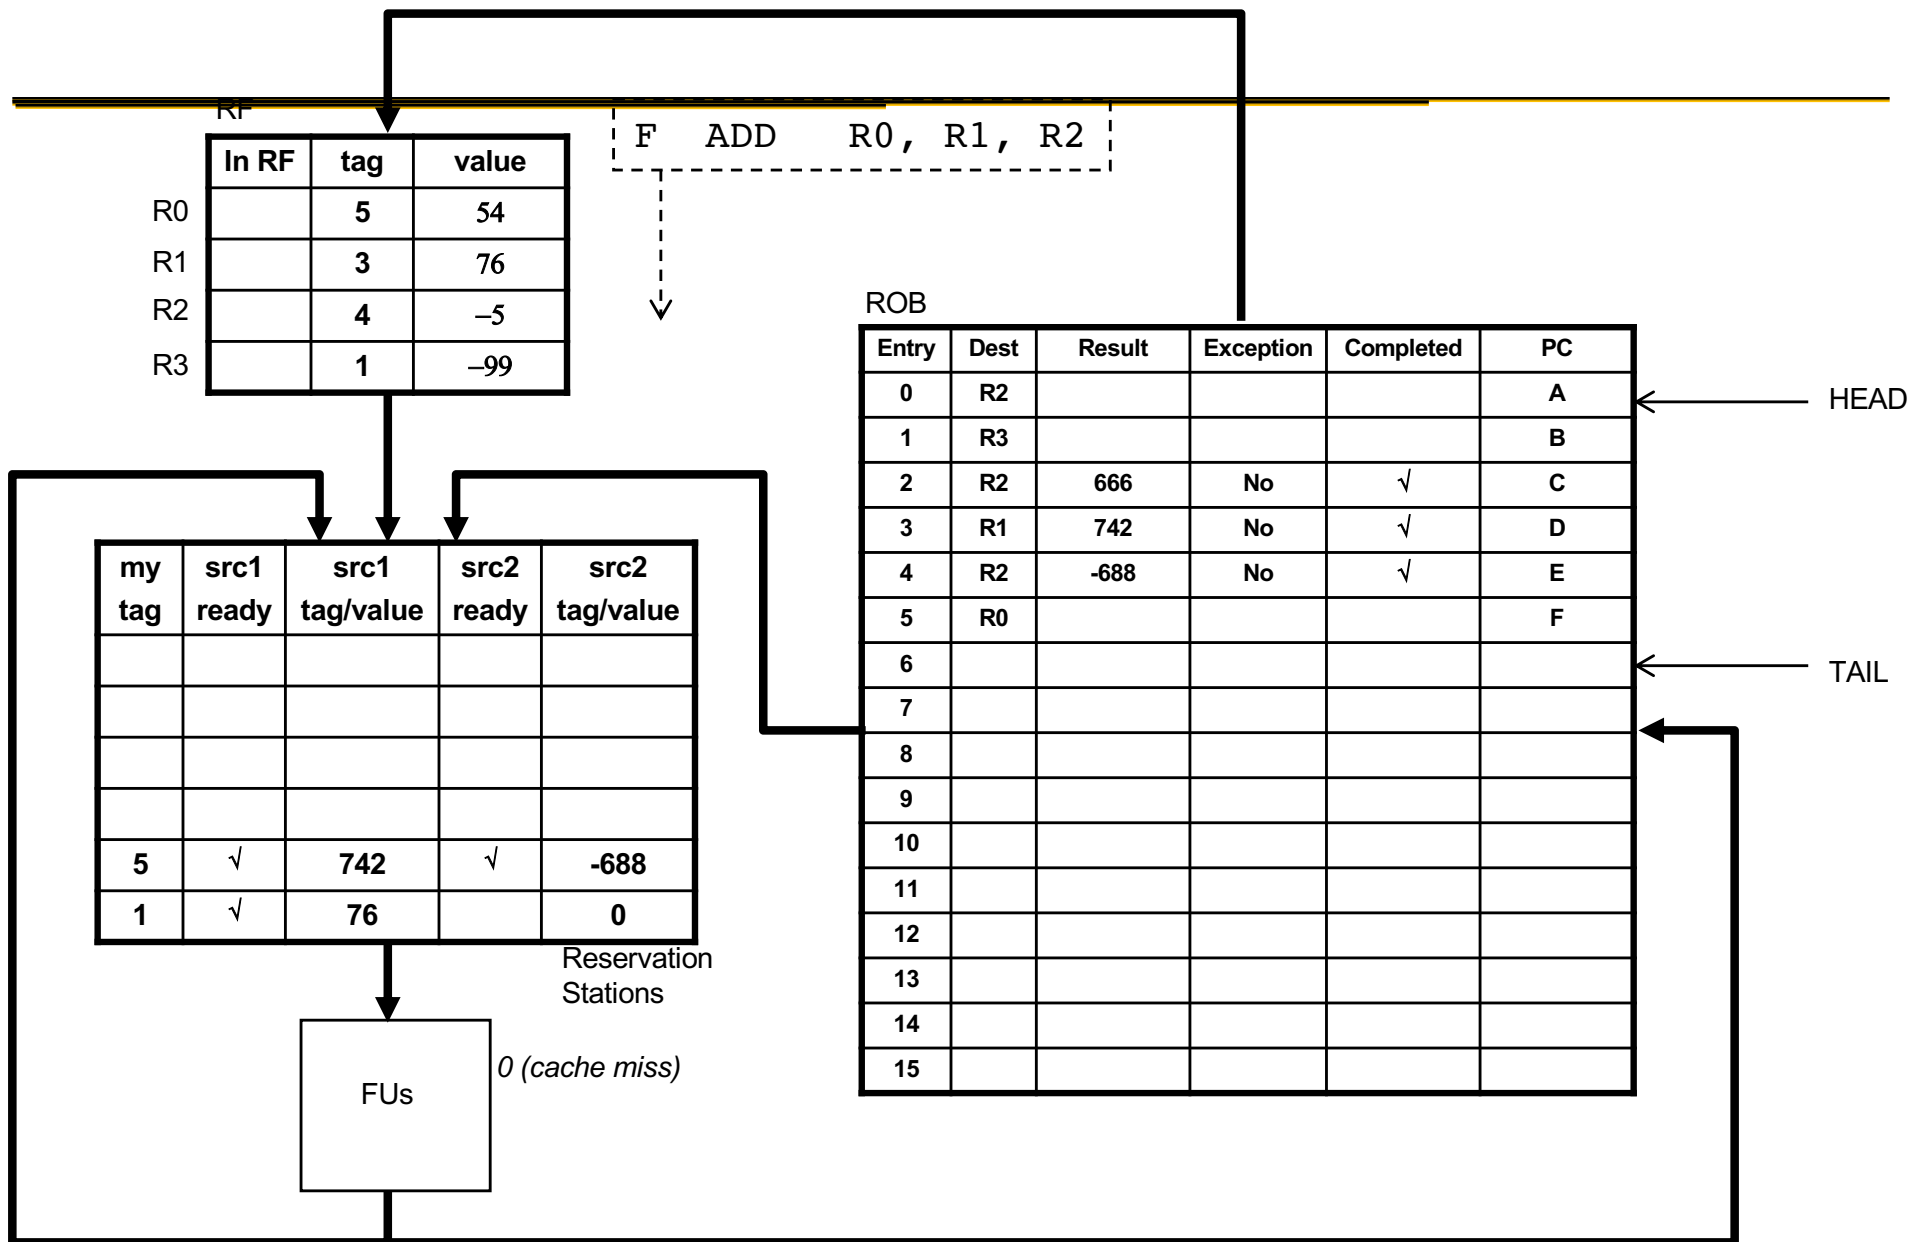 RF
F ADD R0, R1, R2
In RF tag value
R0 5 54
R1 3 76
R2 4 –5
R3 1 –99
ROB
Entry Dest Result Exception Completed PC
0 R2 A
HEAD
1 R3 B
2 R2 666 No √ C
3 R1 742 No √ D
4 R2 -688 No √ E
5 R0 F
6
TAIL
7
8
9
10
11
12
13
14
15
my src1 src1 src2 src2
tag ready tag/value ready tag/value
5 √ 742 √ -688
1 √ 76 0
Reservation
Stations
0 (cache miss)
FUs